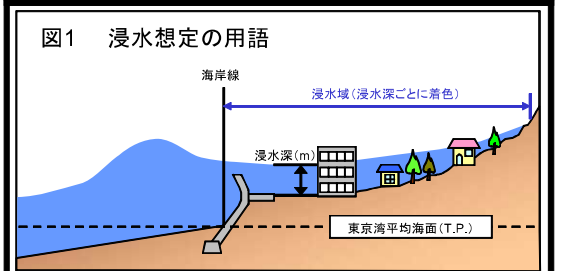 図1　浸水想定の用語
海岸線
浸水域（浸水深ごとに着色）
浸水深（m）
東京湾平均海面（T.P.）